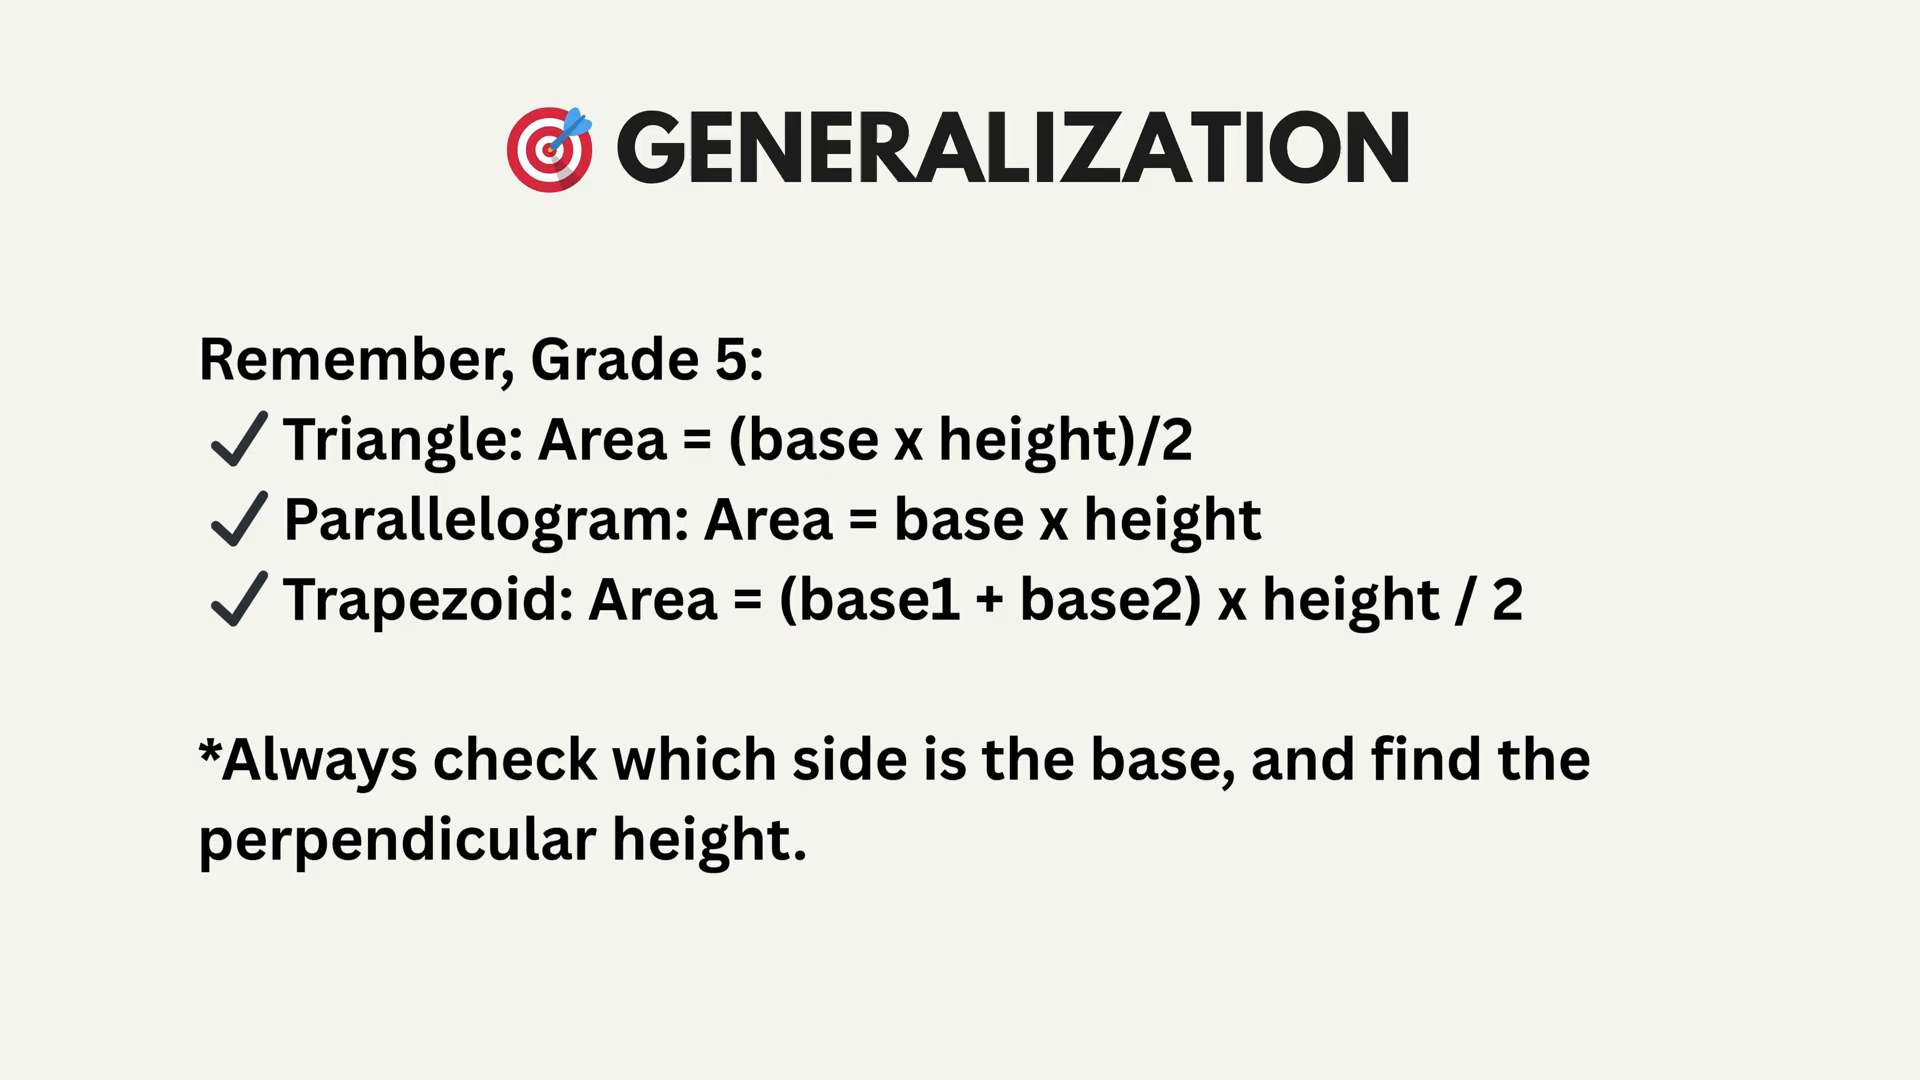 🎯 GENERALIZATION
Remember, Grade 5:
✔ Triangle: Area = (base x height)/2
✔ Parallelogram: Area = base x height
✔ Trapezoid: Area = (base1 + base2) x height / 2
*Always check which side is the base, and find the
perpendicular height.